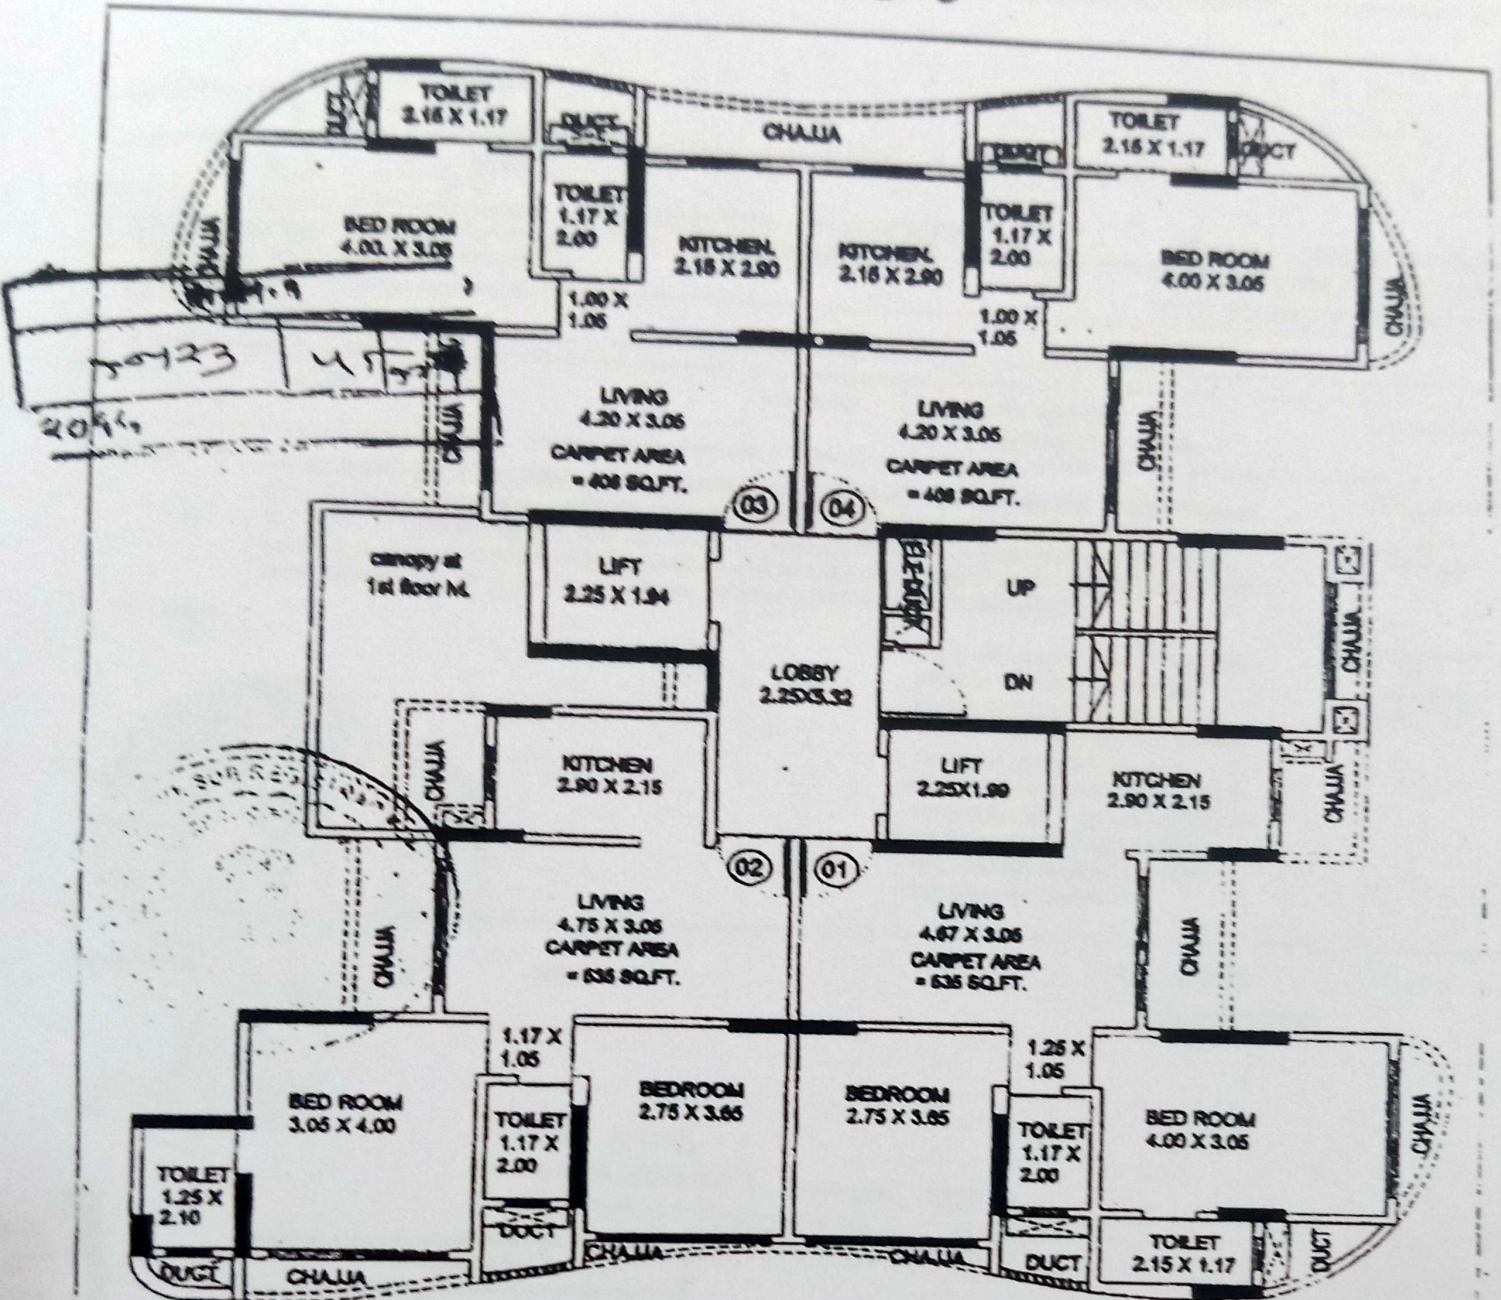 TOILET
2.15 X 1.17
DUCT
DUCT
CHAJJA
DUCT
TOILET
2.15 X 1.17
DUCT
BED ROOM
4.00. X 3.05
CHAJJA
TOILET
1.17 X
2.00
KITCHEN.
2.15 X 2.90
KITCHEN.
2.15 X 2.90
TOILET
1.17 X
2.00
BED ROOM
4.00 X 3.05
CHAJJA
1.00 X
1.05
1.00 X
1.05
LIVING
4.20 X 3.05
CARPET AREA
= 408 SQ.FT.
CHAJJA
LIVING
4.20 X 3.05
CARPET AREA
= 408 SQ.FT.
CHAJJA
03
04
canopy at
1st floor lvl.
LIFT
2.25 X 1.94
ELE.DUCT
UP
DN
CHAJJA
LOBBY
2.25X5.32
CHAJJA
KITCHEN
2.90 X 2.15
LIFT
2.25X1.99
KITCHEN
2.90 X 2.15
CHAJJA
SUB REG
02
01
LIVING
4.75 X 3.05
CARPET AREA
= 535 SQ.FT.
CHAJJA
LIVING
4.67 X 3.05
CARPET AREA
= 535 SQ.FT.
CHAJJA
1.17 X
1.05
1.25 X
1.05
BED ROOM
3.05 X 4.00
TOILET
1.17 X
2.00
BEDROOM
2.75 X 3.65
BEDROOM
2.75 X 3.65
TOILET
1.17 X
2.00
BED ROOM
4.00 X 3.05
CHAJJA
TOILET
1.25 X
2.10
DUCT
DUCT
CHAJJA
CHAJJA
CHAJJA
DUCT
TOILET
2.15 X 1.17
DUCT